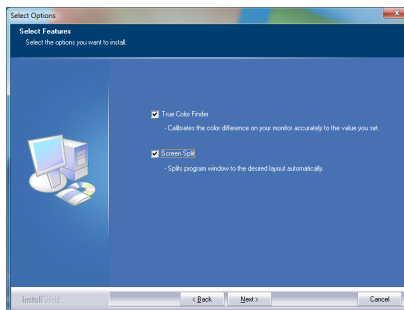 Select Options
Select Features
Select the options you want to install.
True Color Finder
- Calibrates the color difference on your monitor accurately to the value you set.
Screen Split
- Splits program window to the desired layout automatically.
InstallShield
< Back
Next >
Cancel